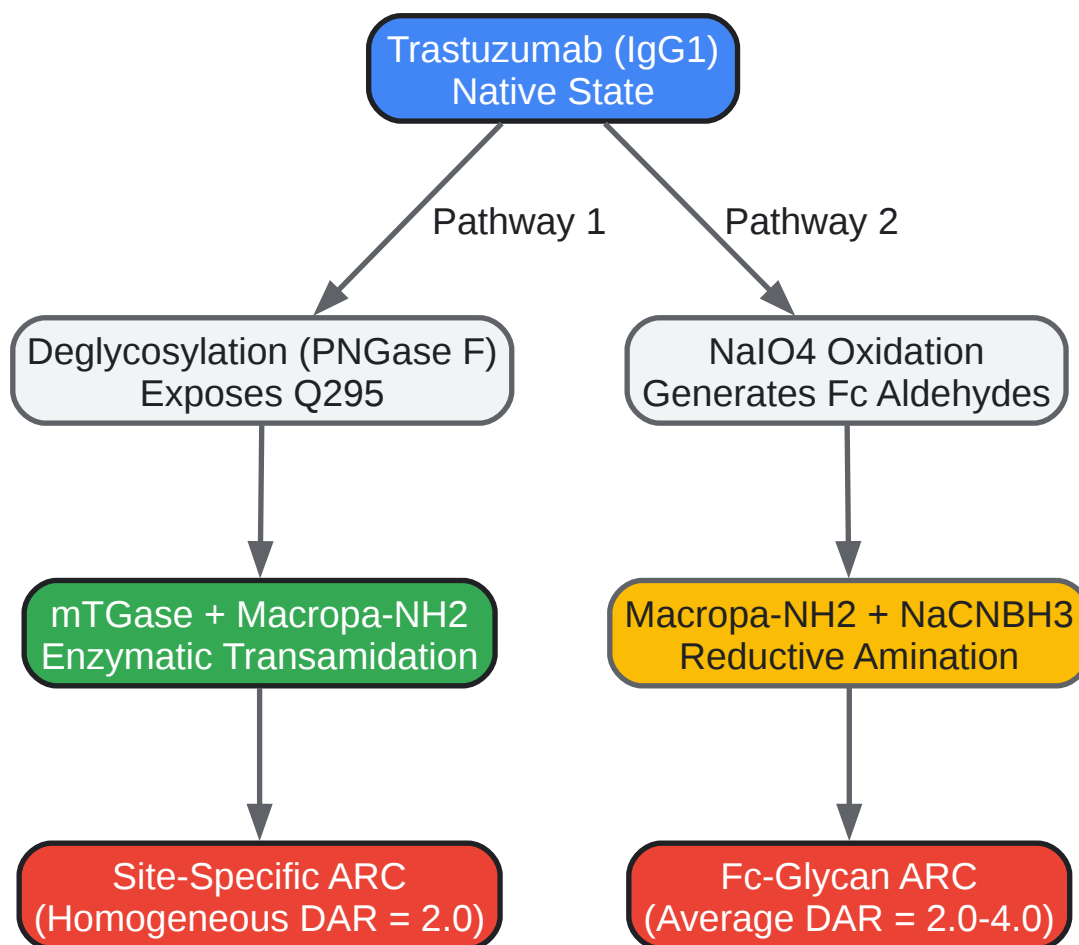 Trastuzumab (IgG1)
Native State
Pathway 1
Pathway 2
Deglycosylation (PNGase F)
Exposes Q295
NaIO4 Oxidation
Generates Fc Aldehydes
mTGase + Macropa-NH2
Enzymatic Transamidation
Macropa-NH2 + NaCNBH3
Reductive Amination
Site-Specific ARC
(Homogeneous DAR = 2.0)
Fc-Glycan ARC
(Average DAR = 2.0-4.0)